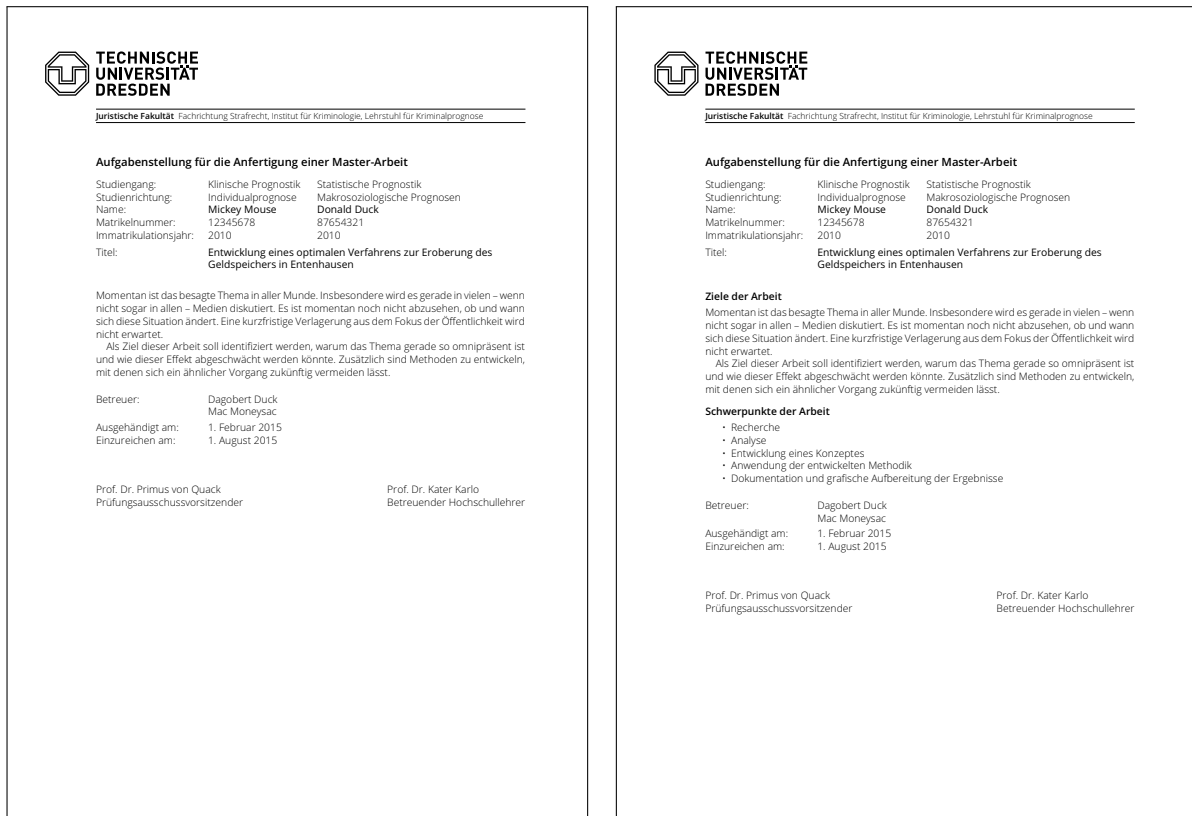 TECHNISCHE
UNIVERSITÄT
DRESDEN
Juristische Fakultät Fachrichtung Strafrecht, Institut für Kriminologie, Lehrstuhl für Kriminalprognose
Aufgabenstellung für die Anfertigung einer Master-Arbeit
Studiengang: Klinische Prognostik Statistische Prognostik
Studienrichtung: Individualprognose Makrosoziologische Prognosen
Name: Mickey Mouse Donald Duck
Matrikelnummer: 12345678 87654321
Immatrikulationsjahr: 2010 2010
Titel: Entwicklung eines optimalen Verfahrens zur Eroberung des
Geldspeichers in Entenhausen
Momentan ist das besagte Thema in aller Munde. Insbesondere wird es gerade in vielen – wenn
nicht sogar in allen – Medien diskutiert. Es ist momentan noch nicht abzusehen, ob und wann
sich diese Situation ändert. Eine kurzfristige Verlagerung aus dem Fokus der Öffentlichkeit wird
nicht erwartet.
Als Ziel dieser Arbeit soll identifiziert werden, warum das Thema gerade so omnipräsent ist
und wie dieser Effekt abgeschwächt werden könnte. Zusätzlich sind Methoden zu entwickeln,
mit denen sich ein ähnlicher Vorgang zukünftig vermeiden lässt.
Betreuer: Dagobert Duck
Mac Moneysac
Ausgehändigt am: 1. Februar 2015
Einzureichen am: 1. August 2015
Prof. Dr. Primus von Quack Prof. Dr. Kater Karlo
Prüfungsausschussvorsitzender Betreuender Hochschullehrer
TECHNISCHE
UNIVERSITÄT
DRESDEN
Juristische Fakultät Fachrichtung Strafrecht, Institut für Kriminologie, Lehrstuhl für Kriminalprognose
Aufgabenstellung für die Anfertigung einer Master-Arbeit
Studiengang: Klinische Prognostik Statistische Prognostik
Studienrichtung: Individualprognose Makrosoziologische Prognosen
Name: Mickey Mouse Donald Duck
Matrikelnummer: 12345678 87654321
Immatrikulationsjahr: 2010 2010
Titel: Entwicklung eines optimalen Verfahrens zur Eroberung des
Geldspeichers in Entenhausen
Ziele der Arbeit
Momentan ist das besagte Thema in aller Munde. Insbesondere wird es gerade in vielen – wenn
nicht sogar in allen – Medien diskutiert. Es ist momentan noch nicht abzusehen, ob und wann
sich diese Situation ändert. Eine kurzfristige Verlagerung aus dem Fokus der Öffentlichkeit wird
nicht erwartet.
Als Ziel dieser Arbeit soll identifiziert werden, warum das Thema gerade so omnipräsent ist
und wie dieser Effekt abgeschwächt werden könnte. Zusätzlich sind Methoden zu entwickeln,
mit denen sich ein ähnlicher Vorgang zukünftig vermeiden lässt.
Schwerpunkte der Arbeit
• Recherche
• Analyse
• Entwicklung eines Konzeptes
• Anwendung der entwickelten Methodik
• Dokumentation und grafische Aufbereitung der Ergebnisse
Betreuer: Dagobert Duck
Mac Moneysac
Ausgehändigt am: 1. Februar 2015
Einzureichen am: 1. August 2015
Prof. Dr. Primus von Quack Prof. Dr. Kater Karlo
Prüfungsausschussvorsitzender Betreuender Hochschullehrer